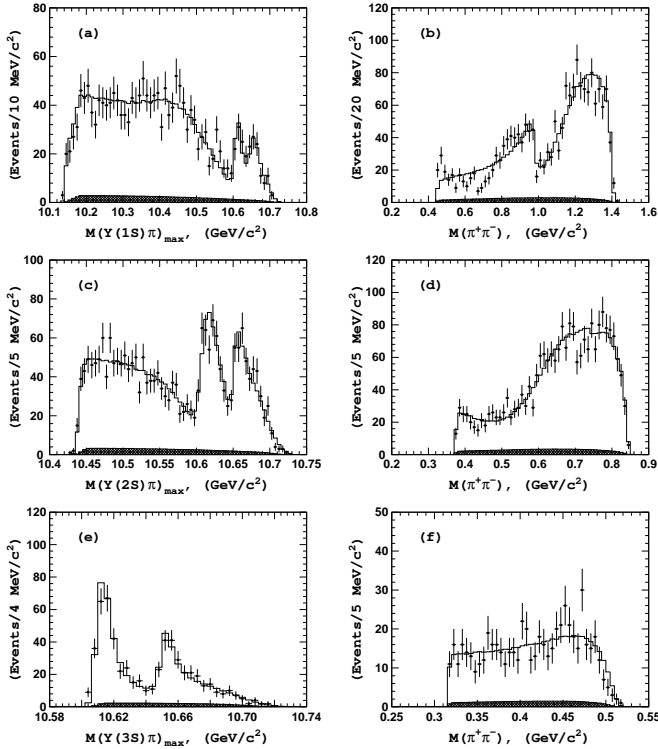 (a)
(Events/10 MeV/c²)
100
80
60
40
20
0
10.1 10.2 10.3 10.4 10.5 10.6 10.7 10.8
M(Y(1S)π)max, (GeV/c²)
(b)
(Events/20 MeV/c²)
120
100
80
60
40
20
0
0.2 0.4 0.6 0.8 1.0 1.2 1.4 1.6
M(π⁺π⁻), (GeV/c²)
(c)
(Events/5 MeV/c²)
100
80
60
40
20
0
10.4 10.45 10.5 10.55 10.6 10.65 10.7 10.75
M(Y(2S)π)max, (GeV/c²)
(d)
(Events/5 MeV/c²)
120
100
80
60
40
20
0
0.2 0.3 0.4 0.5 0.6 0.7 0.8 0.9
M(π⁺π⁻), (GeV/c²)
(e)
(Events/4 MeV/c²)
120
100
80
60
40
20
0
10.58 10.62 10.66 10.70 10.74
M(Y(3S)π)max, (GeV/c²)
(f)
(Events/5 MeV/c²)
50
40
30
20
10
0
0.25 0.3 0.35 0.4 0.45 0.5 0.55
M(π⁺π⁻), (GeV/c²)